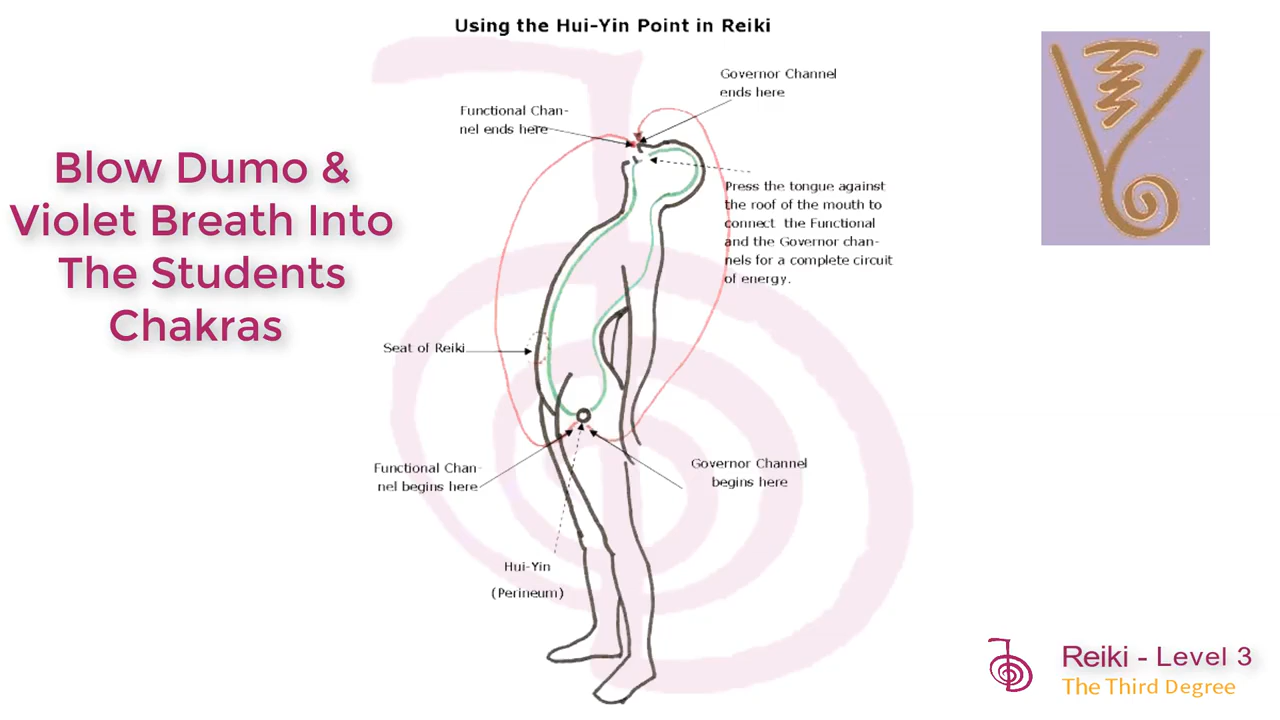 Using the Hui-Yin Point in Reiki
Governor Channel
ends here
Functional Chan-
nel ends here
Blow Dumo &
Violet Breath Into
The Students
Chakras
Press the tongue against
the roof of the mouth to
connect the Functional
and the Governor chan-
nels for a complete circuit
of energy.
Seat of Reiki
Functional Chan-
nel begins here
Governor Channel
begins here
Hui-Yin
(Perineum)
Reiki - Level 3
The Third Degree